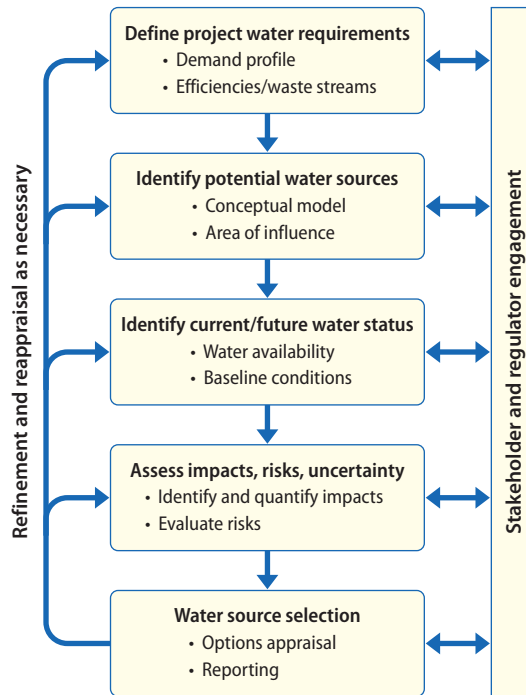 Define project water requirements
• Demand profile
• Efficiencies/waste streams
Identify potential water sources
• Conceptual model
• Area of influence
Identify current/future water status
• Water availability
• Baseline conditions
Assess impacts, risks, uncertainty
• Identify and quantify impacts
• Evaluate risks
Water source selection
• Options appraisal
• Reporting
Refinement and reappraisal as necessary
Stakeholder and regulator engagement